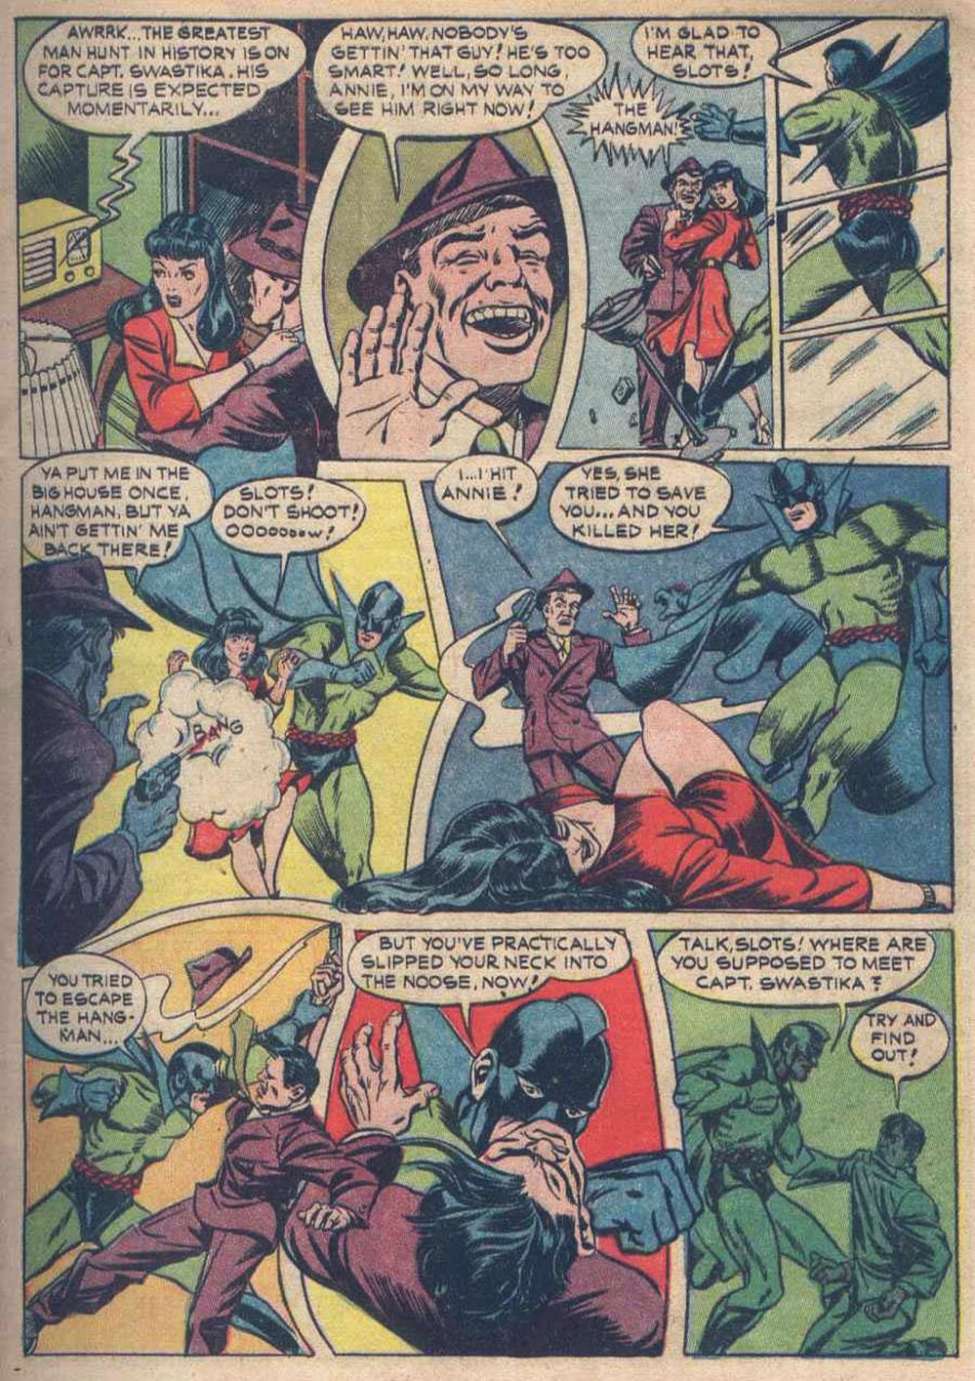 AWRRK...THE GREATEST
MAN HUNT IN HISTORY IS ON
FOR CAPT. SWASTIKA. HIS
CAPTURE IS EXPECTED
MOMENTARILY...
HAW, HAW. NOBODY'S
GETTIN' THAT GUY! HE'S TOO
SMART! WELL, SO LONG,
ANNIE, I'M ON MY WAY TO
SEE HIM RIGHT NOW!
I'M GLAD TO
HEAR THAT,
SLOTS!
THE
HANGMAN!
YA PUT ME IN THE
BIG HOUSE ONCE,
HANGMAN, BUT YA
AIN'T GETTIN' ME
BACK THERE!
SLOTS!
DON'T SHOOT!
OOOOOOOW!
BANG
I...I HIT
ANNIE!
YES, SHE
TRIED TO SAVE
YOU... AND YOU
KILLED HER!
YOU TRIED
TO ESCAPE
THE HANG-
MAN...
BUT YOU'VE PRACTICALLY
SLIPPED YOUR NECK INTO
THE NOOSE, NOW!
TALK, SLOTS! WHERE ARE
YOU SUPPOSED TO MEET
CAPT. SWASTIKA?
TRY AND
FIND
OUT!